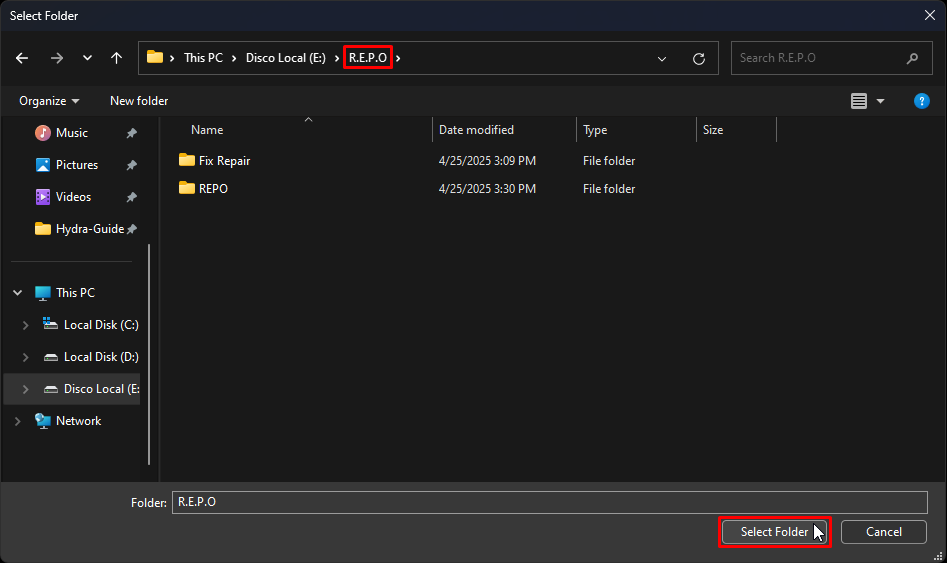 Select Folder
This PC Disco Local (E:) R.E.P.O
Search R.E.P.O
Organize New folder
?
Name Date modified Type Size
Music
Pictures
Videos
Hydra-Guide
This PC
Local Disk (C:)
Local Disk (D:)
Disco Local (E:
Network
Fix Repair 4/25/2025 3:09 PM File folder
REPO 4/25/2025 3:30 PM File folder
Folder: R.E.P.O
Select Folder Cancel